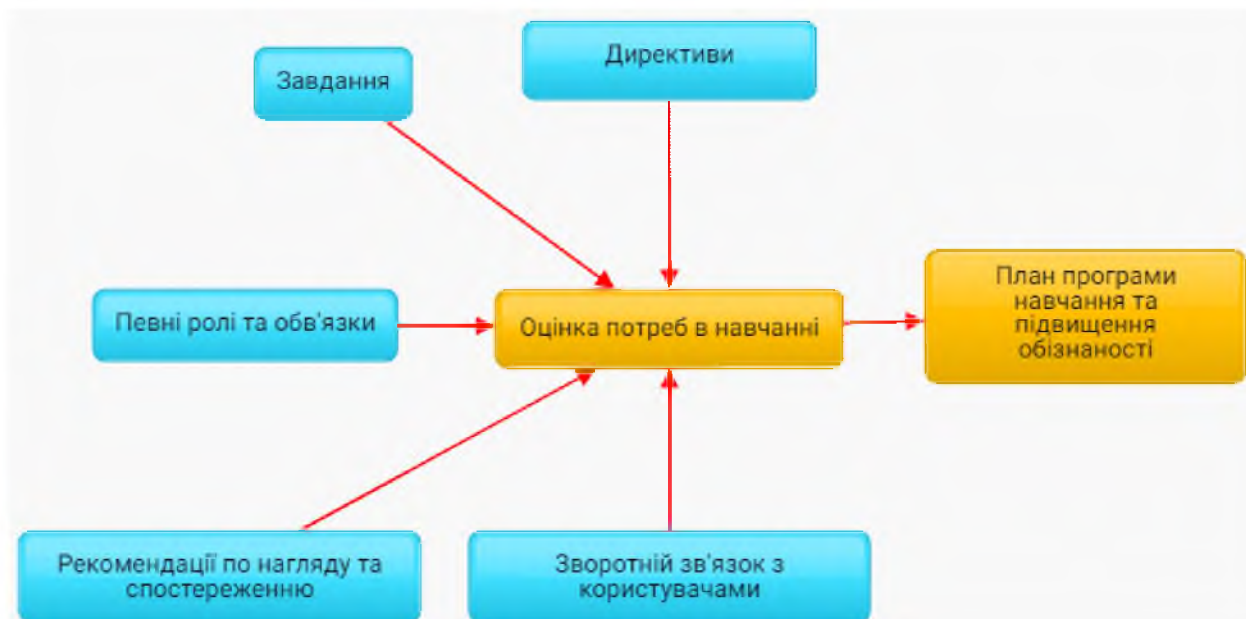 Директиви
Завдання
План програми
навчання та
підвищення
обізнаності
Певні ролі та обв'язки
Оцінка потреб в навчанні
Рекомендації по нагляду та
спостереженню
Зворотній зв'язок з
користувачами